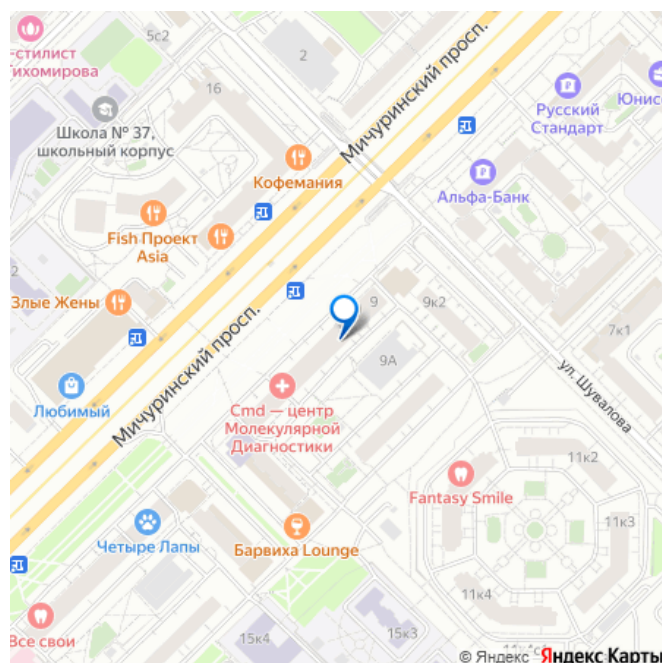 5с2
-стилист
ихомирова
2
16
Мичуринский просп.
Школа № 37,
школьный корпус
Кофемания
Русский
Стандарт
Юнисс
Альфа-Банк
Fish Проект
Asia
2
Злые Жены
9
9к2
7к1
9А
ул. Шувалова
Мичуринский просп.
Любимый
Cmd — центр
Молекулярной
Диагностики
Fantasy Smile
11к2
11к3
Четыре Лапы
Барвиха Lounge
11к4
Все свои
15к4
15к3
© Яндекс
Яндекс Карты